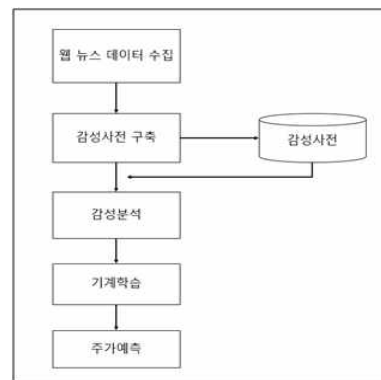 웹 뉴스 데이터 수집
감성사전 구축
감성사전
감성분석
기계학습
주가예측